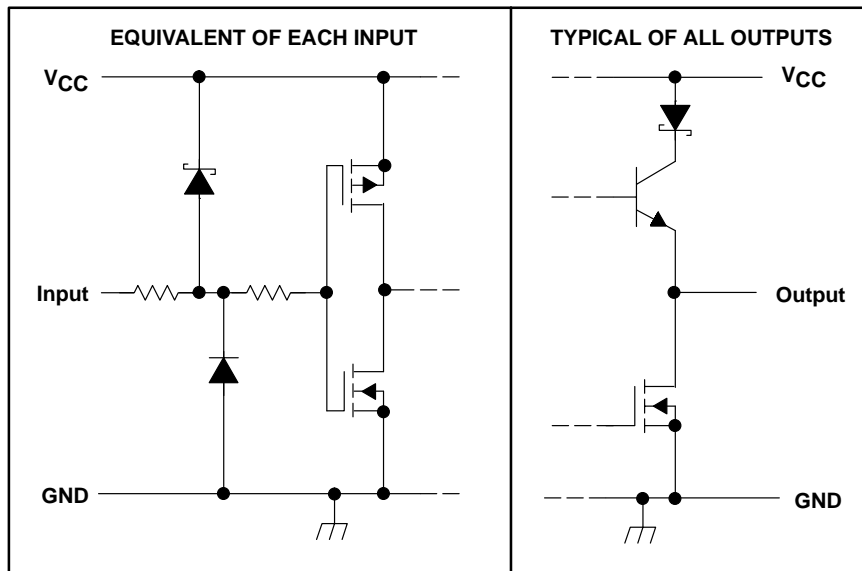 EQUIVALENT OF EACH INPUT
VCC
Input
GND
TYPICAL OF ALL OUTPUTS
VCC
Output
GND